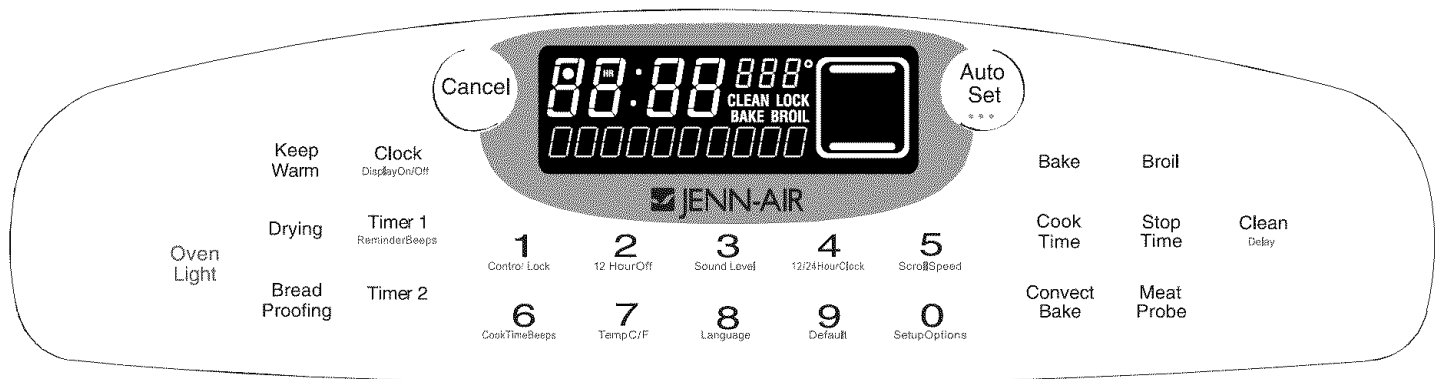 Cancel
88:88 888°
HR
CLEAN LOCK
BAKE BROIL
Auto
Set
JENN-AIR
Keep
Warm
Clock
DisplayOn/Off
Drying
Timer 1
ReminderBeeps
Oven
Light
Bread
Proofing
Timer 2
1
Control Lock
2
12 HourOff
3
Sound Level
4
12/24HourClock
5
ScrollSpeed
6
CookTimeBeeps
7
TempC/F
8
Language
9
Default
0
SetupOptions
Bake
Broil
Cook
Time
Stop
Time
Clean
Delay
Convect
Bake
Meat
Probe